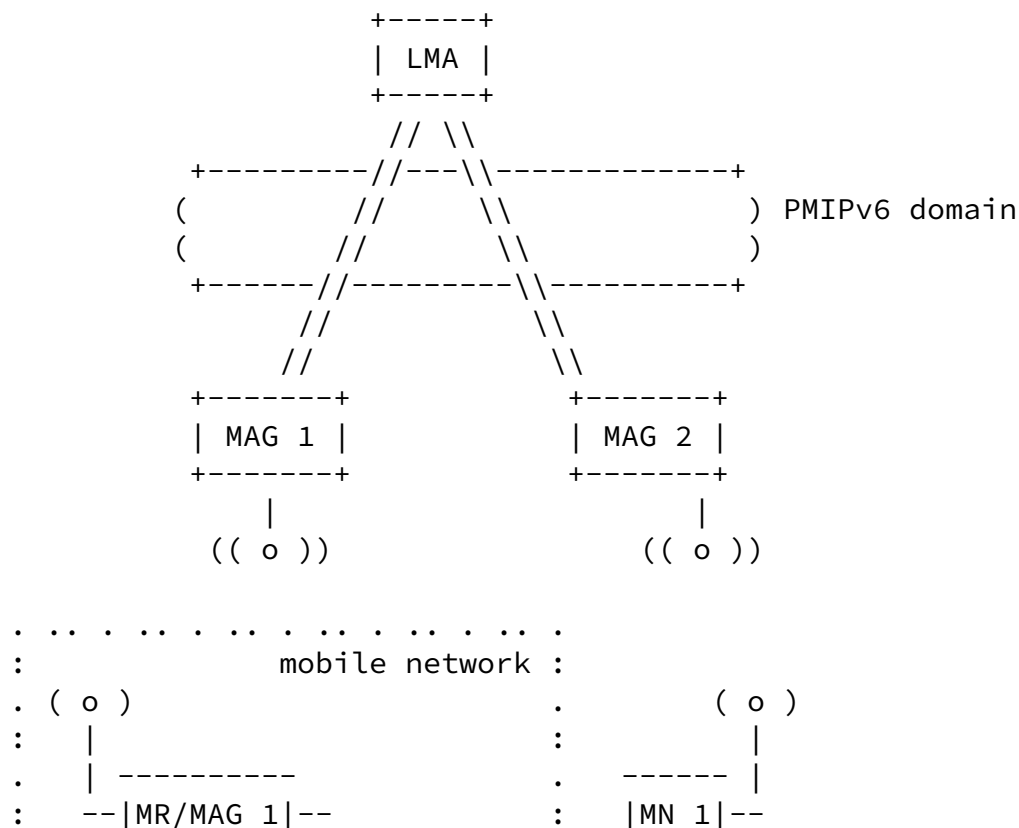 +-----+
| LMA |
+-----+
// \\
+---------//---\\-------------+
( // \\ ) PMIPv6 domain
( // \\ )
+------//---------\\----------+
// \\
// \\
+-------+ +-------+
| MAG 1 | | MAG 2 |
+-------+ +-------+
| |
(( o )) (( o ))
. .. . .. . .. . .. . .. . .. .
: mobile network :
. ( o ) . ( o )
: | : |
. | ---------- . ------ |
: --|MR/MAG 1|-- : |MN 1|--